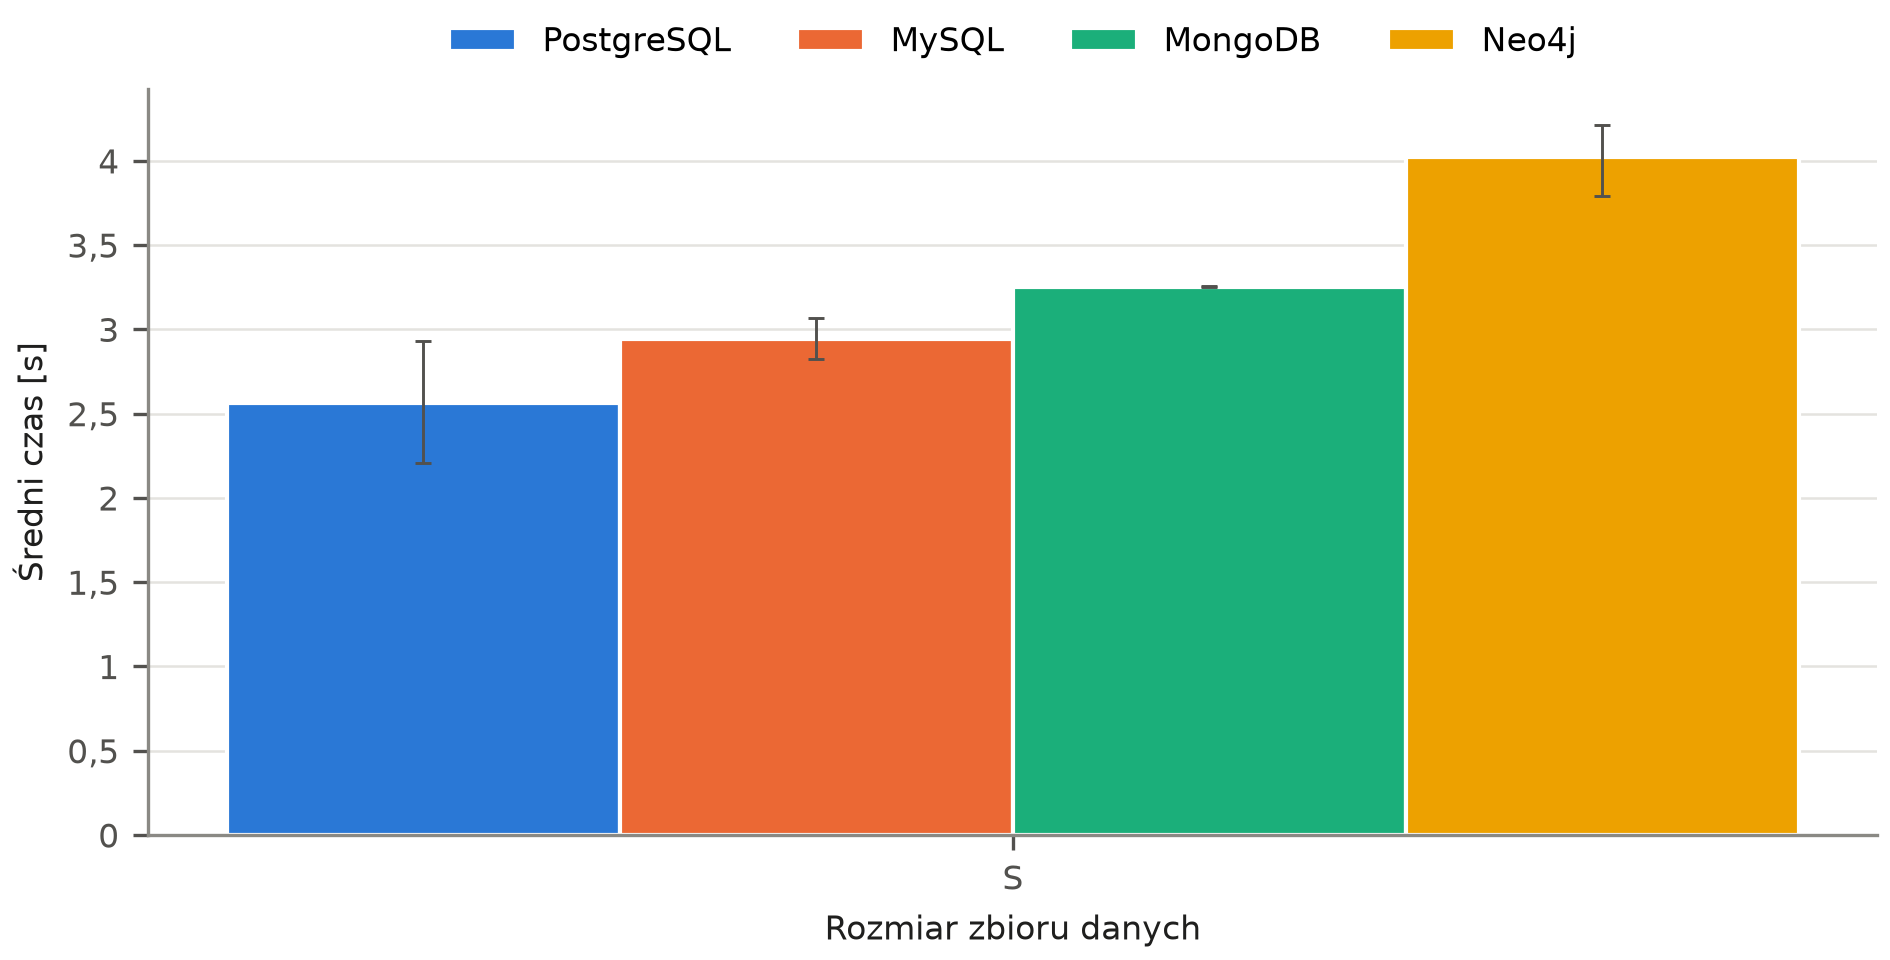 PostgreSQL MySQL MongoDB Neo4j
4
3,5
3
2,5
2
1,5
1
0,5
0
Średni czas [s]
S
Rozmiar zbioru danych